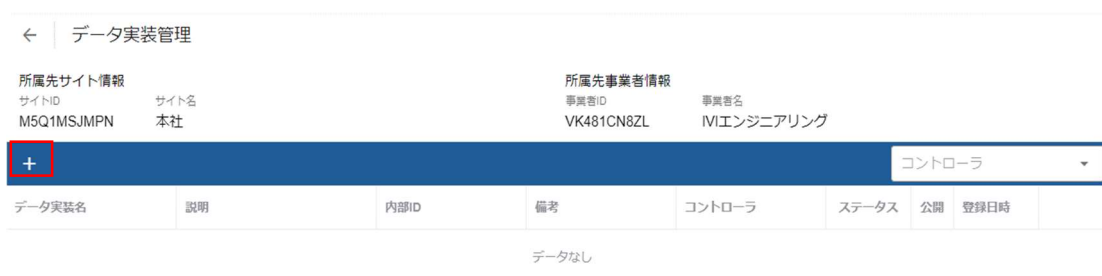 ← データ実装管理
所属先サイト情報 所属先事業者情報
サイトID サイト名 事業者ID 事業者名
M5Q1MSJMPN 本社 VK481CN8ZL IVIエンジニアリング
+ コントローラ
データ実装名 説明 内部ID 備考 コントローラ ステータス 公開 登録日時
データなし